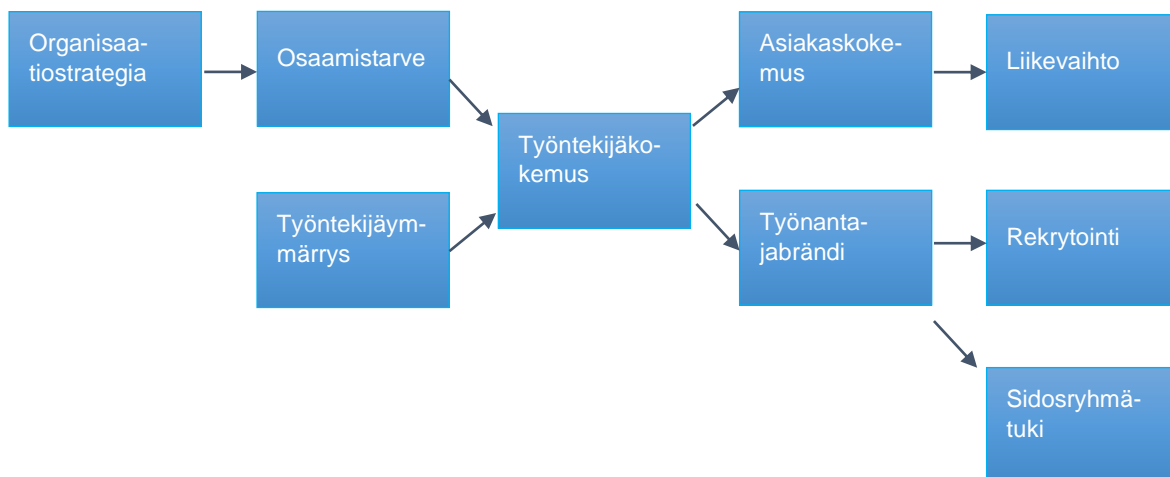 Organisaa-
tiostrategia
Osaamistarve
Asiakaskoke-
mus
Liikevaihto
Työntekijäko-
kemus
Työntekijäym-
märrys
Työnanta-
jabrändi
Rekrytointi
Sidosryhmä-
tuki